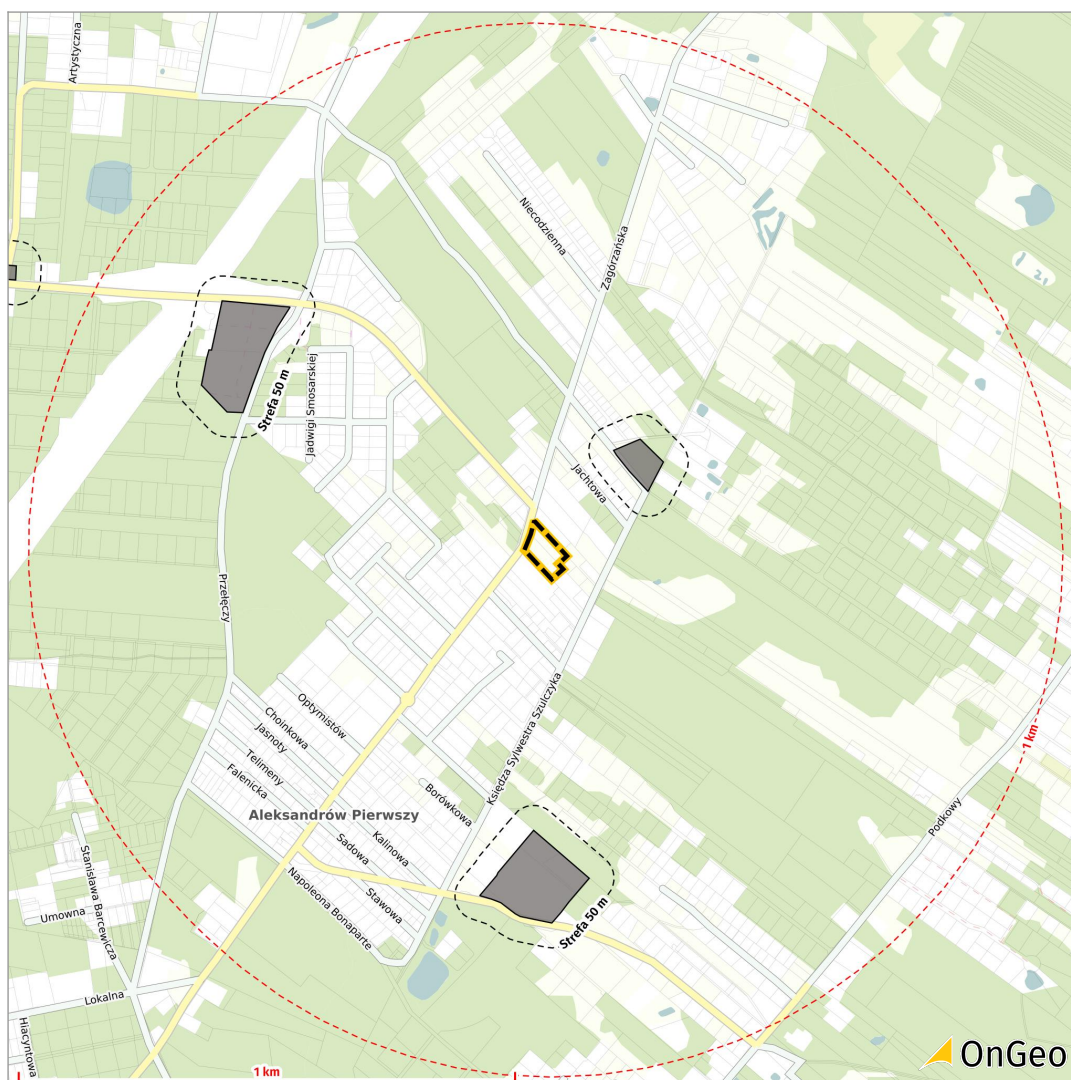 Artystyczna
Niecodzienna
Zagórzańska
Strefa 50 m
Jadwigi Smosarskiej
Jachtowa
Przełęczy
Optymistów
Choinkowa
Jasnoty
Telimeny
Falenicka
Księdza Sylwestra Szulczyka
1 km
Borówkowa
Podkowy
Aleksandrów Pierwszy
Kalinowa
Sadowa
Stawowa
Napoleona Bonaparte
Stanisława Barcewicza
Umowna
Strefa 50 m
Lokalna
Hiacyntowa
1 km
OnGeo